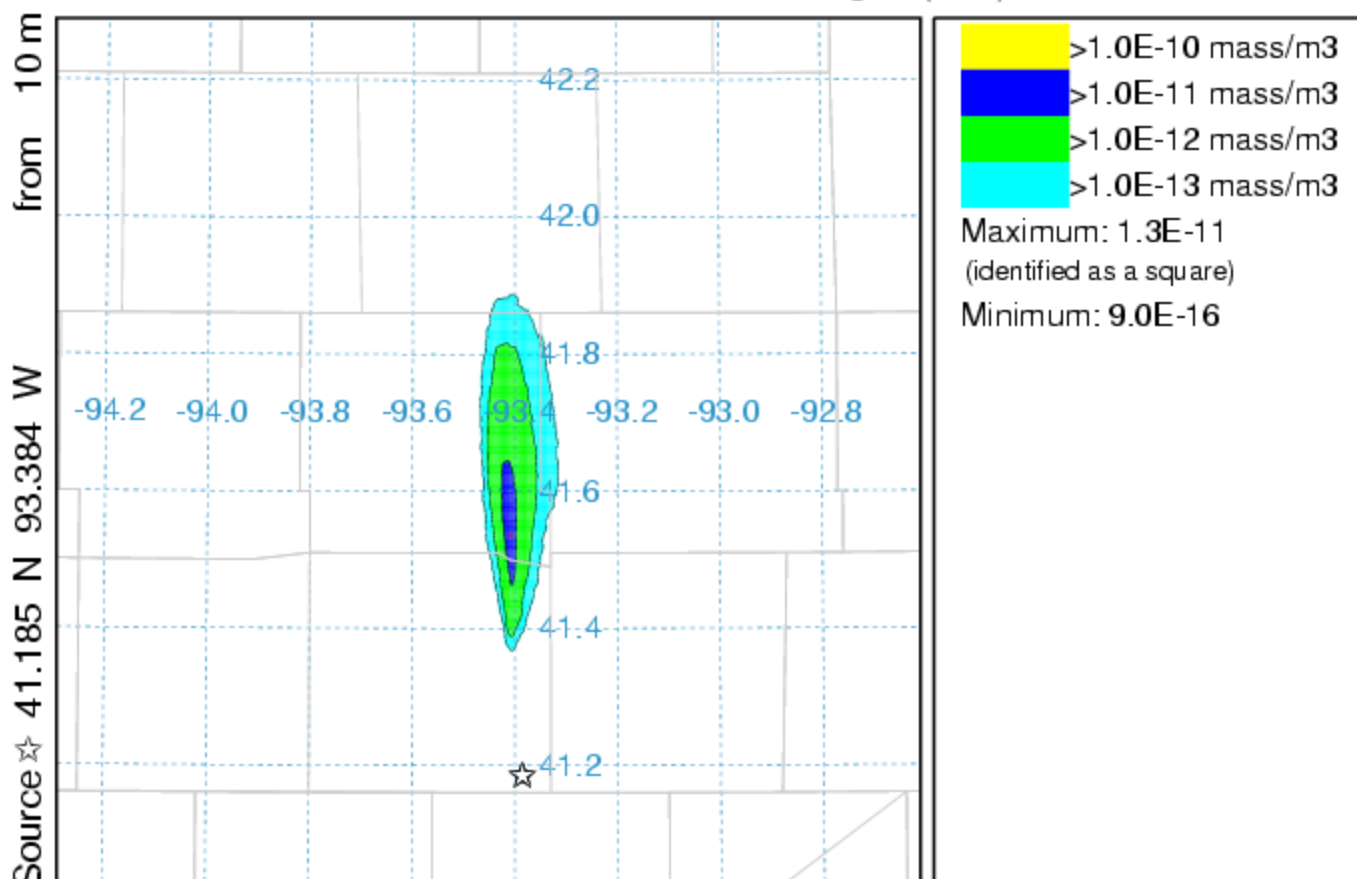 Source ☆ 41.185 N 93.384 W from 10 m
42.2
42.0
41.8
-94.2 -94.0 -93.8 -93.6 -93.4 -93.2 -93.0 -92.8
41.6
41.4
41.2
>1.0E-10 mass/m3
>1.0E-11 mass/m3
>1.0E-12 mass/m3
>1.0E-13 mass/m3
Maximum: 1.3E-11
(identified as a square)
Minimum: 9.0E-16